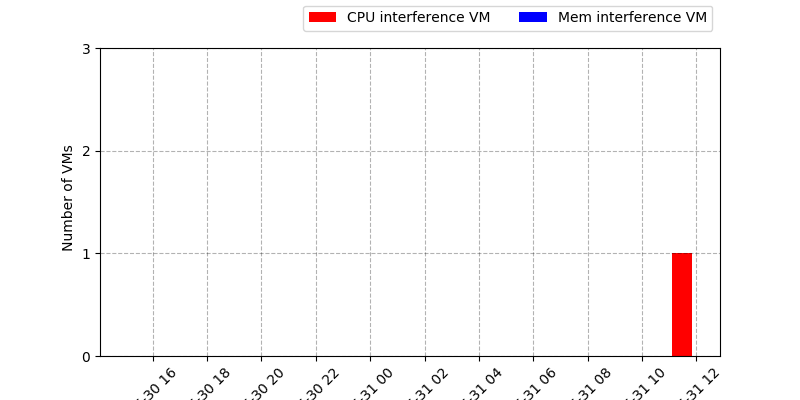 CPU interference VM Mem interference VM
Number of VMs
3
2
1
0
-30 16 -30 18 -30 20 -30 22 -31 00 -31 02 -31 04 -31 06 -31 08 -31 10 -31 12